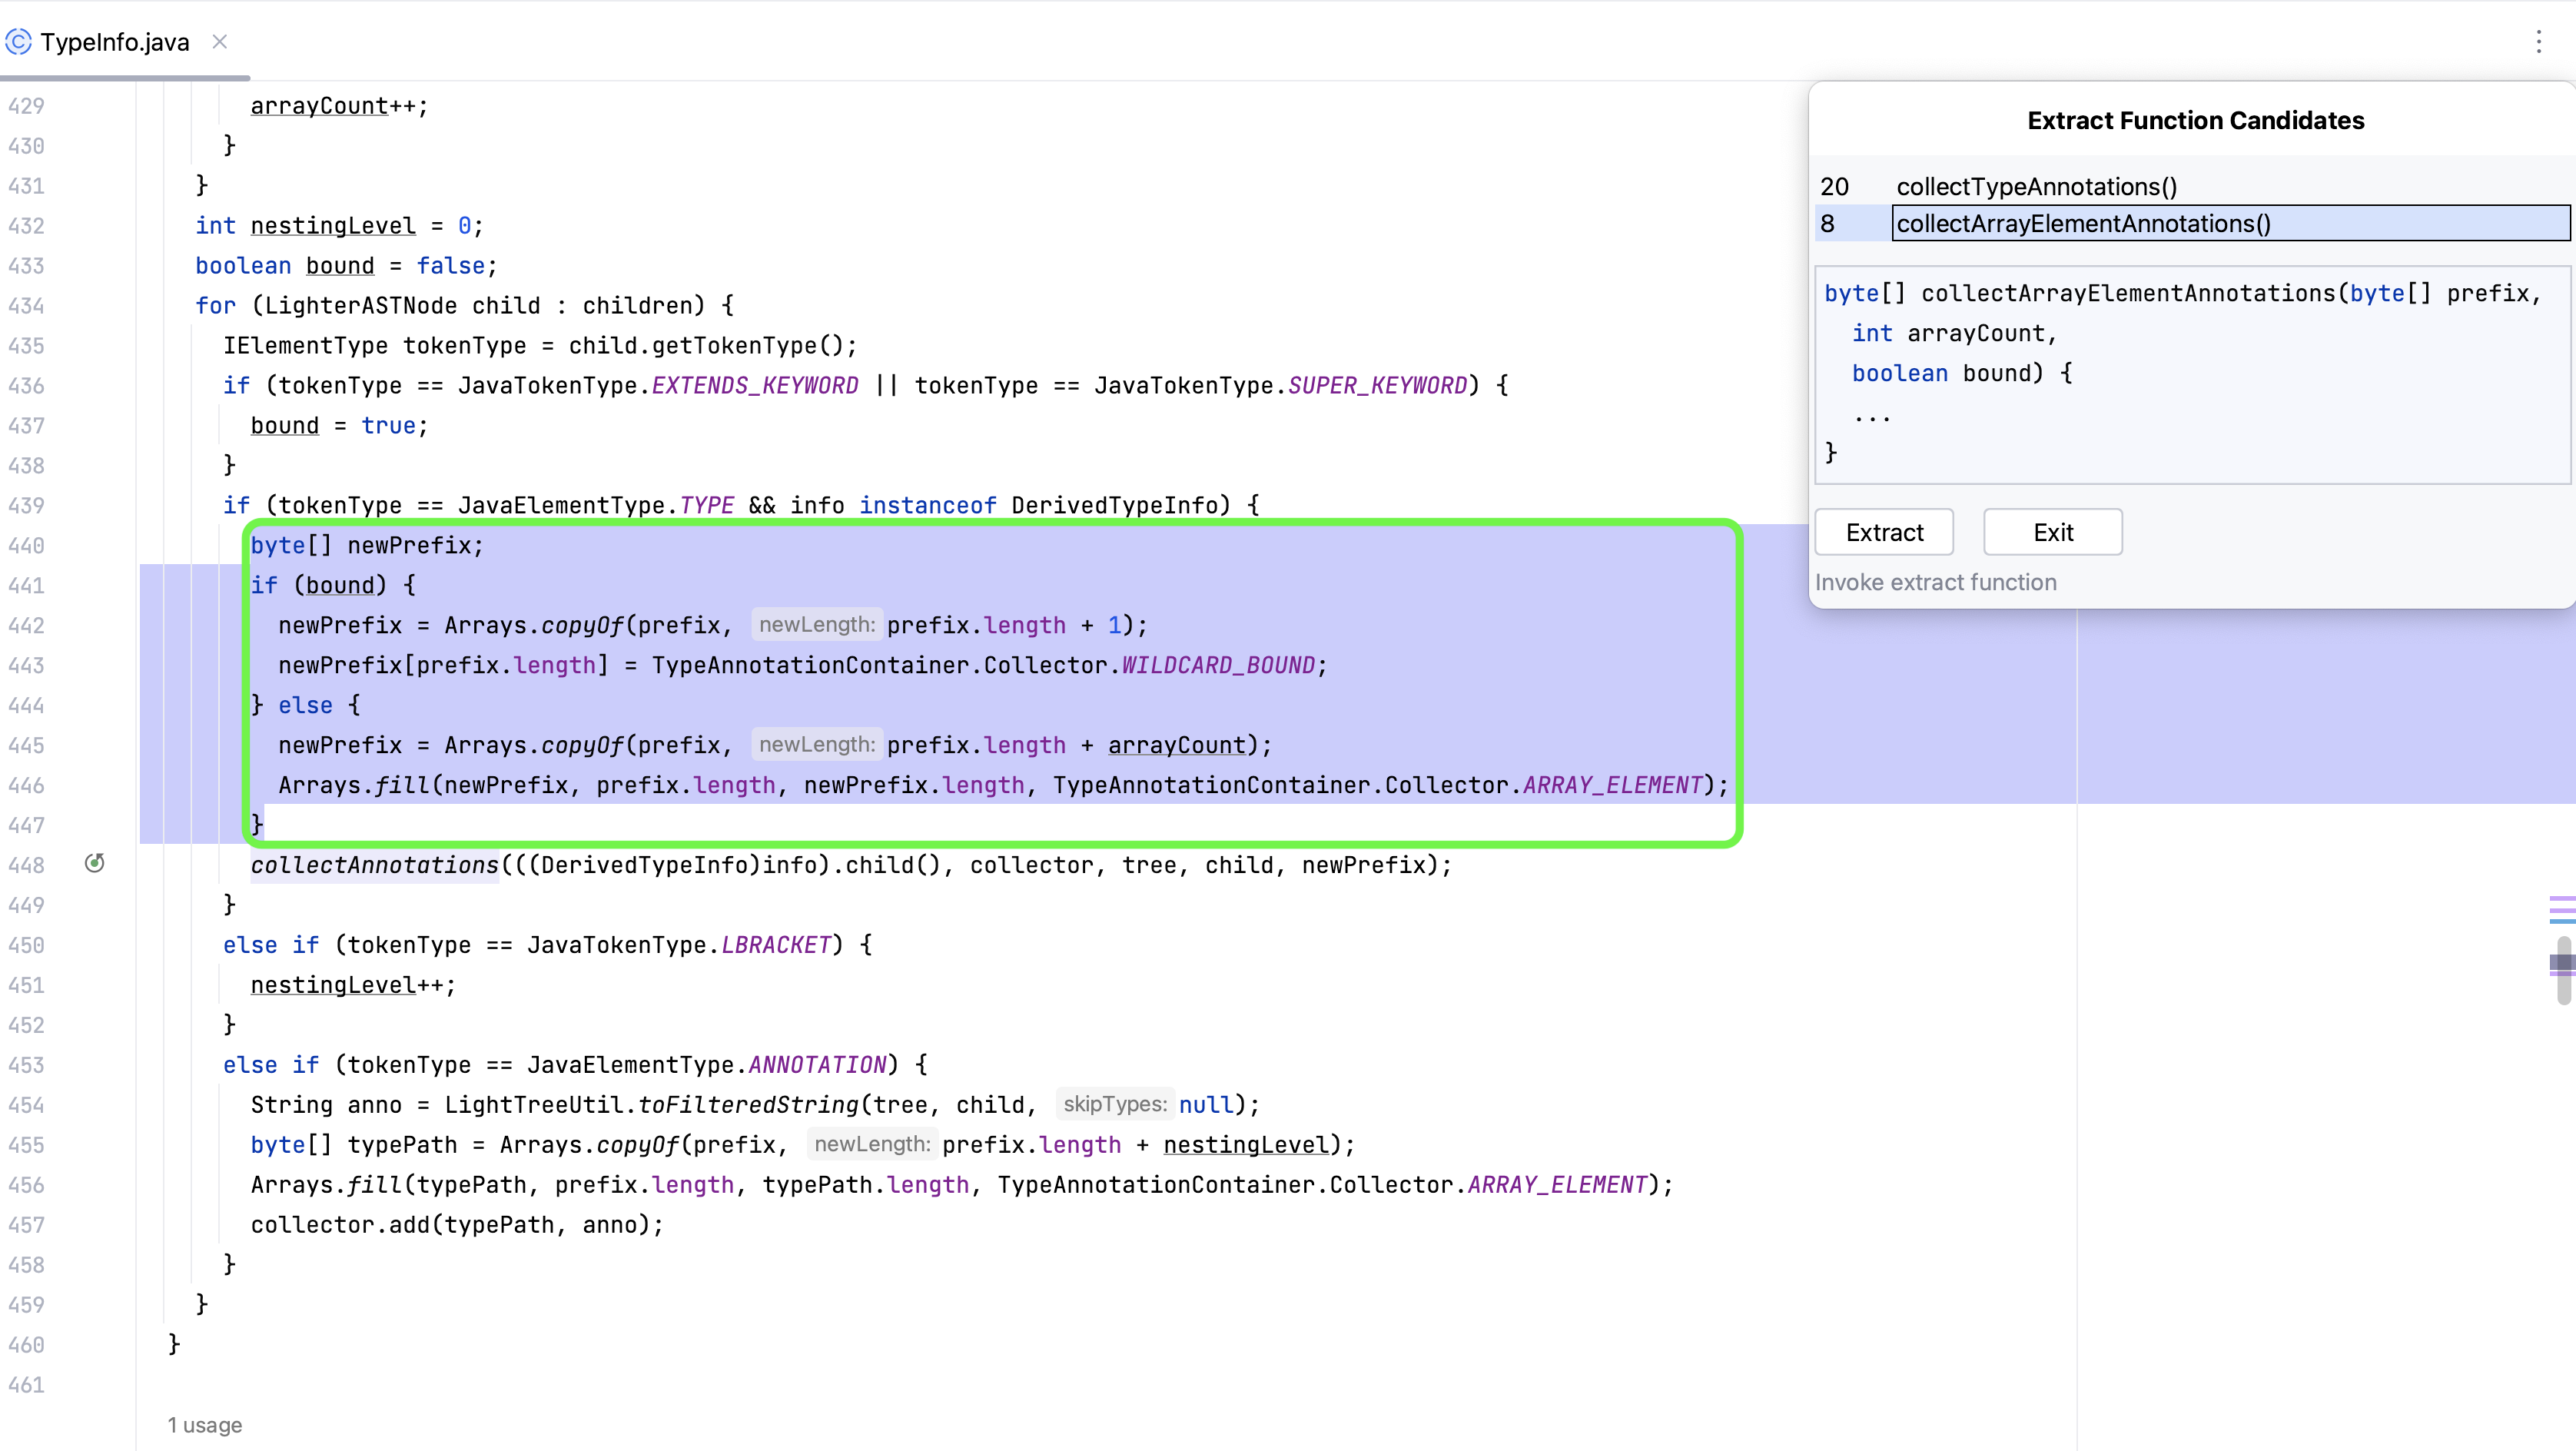 TypeInfo.java
429 arrayCount++;
430 }
431 }
432 int nestingLevel = 0;
433 boolean bound = false;
434 for (LighterASTNode child : children) {
435 IElementType tokenType = child.getTokenType();
436 if (tokenType == JavaTokenType.EXTENDS_KEYWORD || tokenType == JavaTokenType.SUPER_KEYWORD) {
437 bound = true;
438 }
439 if (tokenType == JavaElementType.TYPE && info instanceof DerivedTypeInfo) {
440 byte[] newPrefix;
441 if (bound) {
442 newPrefix = Arrays.copyOf(prefix, newLength: prefix.length + 1);
443 newPrefix[prefix.length] = TypeAnnotationContainer.Collector.WILDCARD_BOUND;
444 } else {
445 newPrefix = Arrays.copyOf(prefix, newLength: prefix.length + arrayCount);
446 Arrays.fill(newPrefix, prefix.length, newPrefix.length, TypeAnnotationContainer.Collector.ARRAY_ELEMENT);
447 }
448 collectAnnotations(((DerivedTypeInfo)info).child(), collector, tree, child, newPrefix);
449 }
450 else if (tokenType == JavaTokenType.LBRACKET) {
451 nestingLevel++;
452 }
453 else if (tokenType == JavaElementType.ANNOTATION) {
454 String anno = LightTreeUtil.toFilteredString(tree, child, skipTypes: null);
455 byte[] typePath = Arrays.copyOf(prefix, newLength: prefix.length + nestingLevel);
456 Arrays.fill(typePath, prefix.length, typePath.length, TypeAnnotationContainer.Collector.ARRAY_ELEMENT);
457 collector.add(typePath, anno);
458 }
459 }
460 }
461
1 usage
Extract Function Candidates
20 collectTypeAnnotations()
8 collectArrayElementAnnotations()
byte[] collectArrayElementAnnotations(byte[] prefix,
int arrayCount,
boolean bound) {
...
}
Extract Exit
Invoke extract function